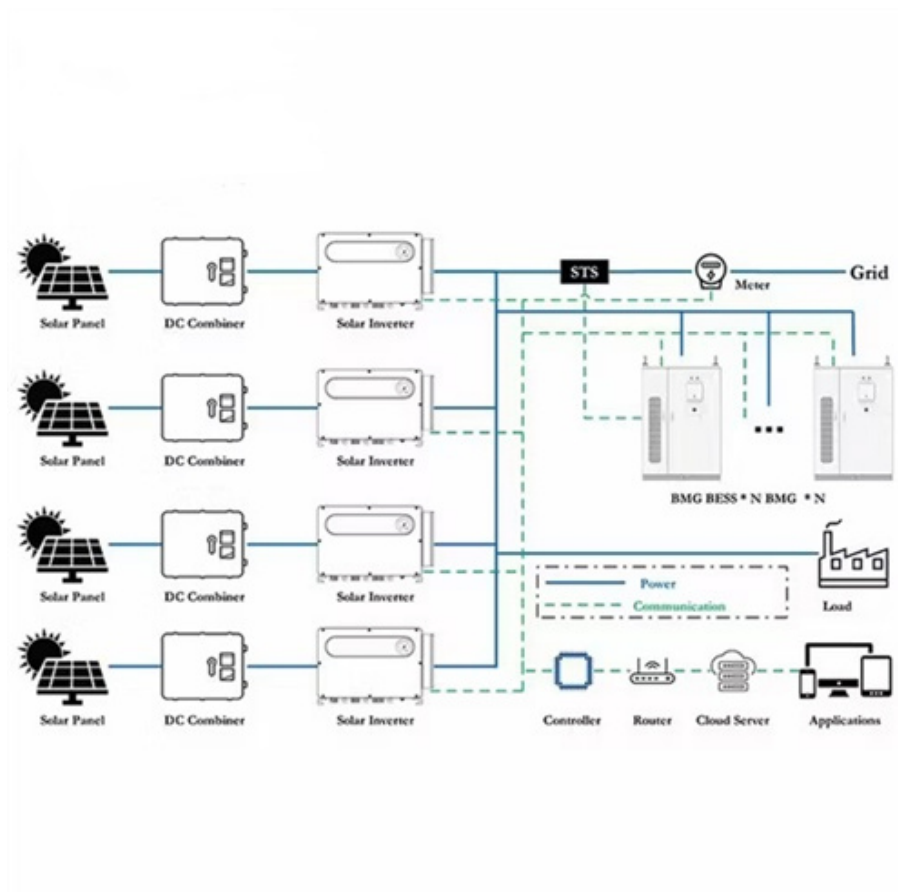 STS
Grid
Meter
Solar Panel
DC Combiner
Solar Inverter
Solar Panel
DC Combiner
Solar Inverter
BMG BESS * N BMG * N
Solar Panel
DC Combiner
Solar Inverter
Power
Communication
Load
Solar Panel
DC Combiner
Solar Inverter
Controller
Router
Cloud Server
Applications